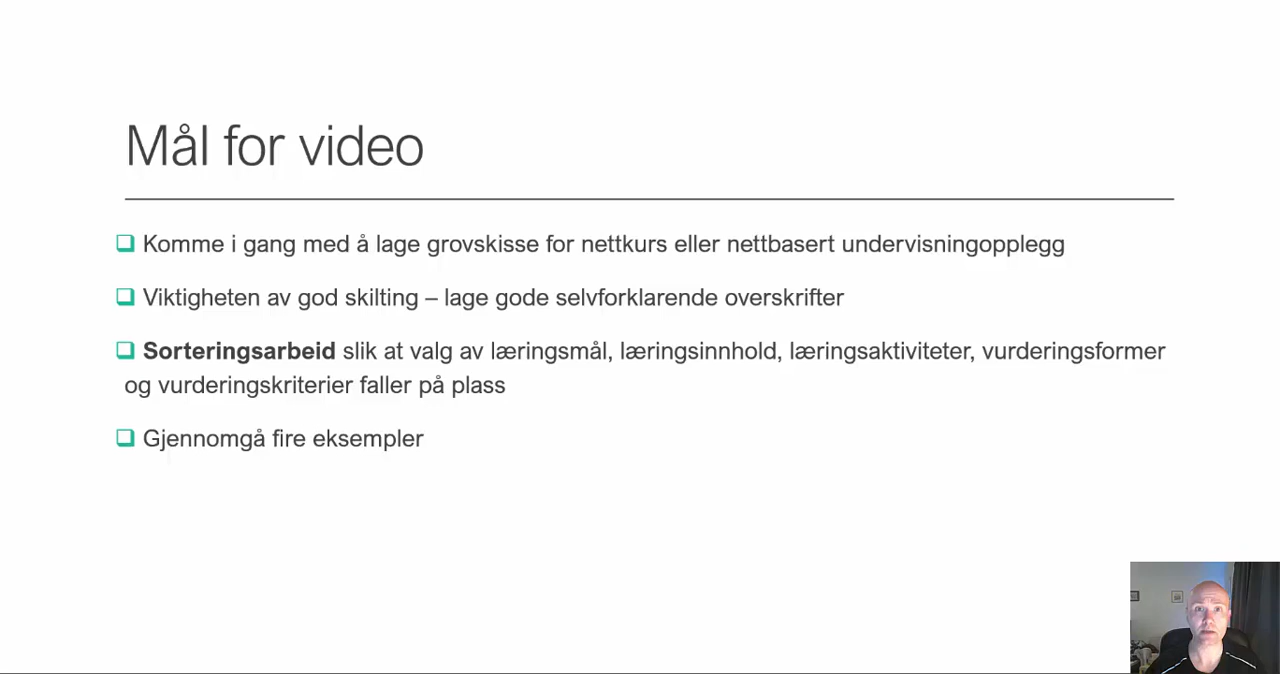 Mål for video
Komme i gang med å lage grovskisse for nettkurs eller nettbasert undervisningopplegg
Viktigheten av god skilting – lage gode selvforklarende overskrifter
Sorteringsarbeid slik at valg av læringsmål, læringsinnhold, læringsaktiviteter, vurderingsformer
og vurderingskriterier faller på plass
Gjennomgå fire eksempler